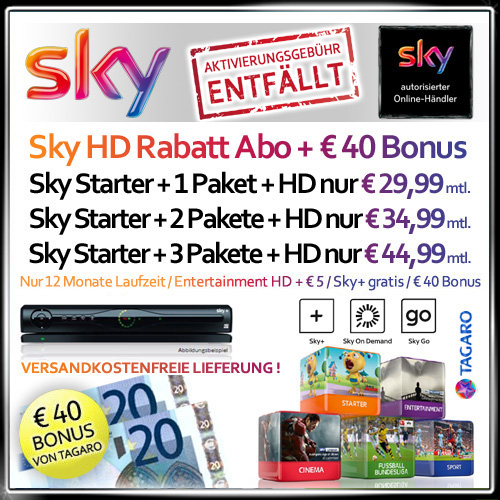 sky
AKTIVIERUNGSGEBÜHR
ENTFÄLLT
sky
autorisierter
Online-Händler
Sky HD Rabatt Abo + € 40 Bonus
Sky Starter + 1 Paket + HD nur € 29,99 mtl.
Sky Starter + 2 Pakete + HD nur € 34,99 mtl.
Sky Starter + 3 Pakete + HD nur € 44,99 mtl.
Nur 12 Monate Laufzeit / Entertainment HD + € 5 / Sky+ gratis / € 40 Bonus
sky
Abbildungsbeispiel
VERSANDKOSTENFREIE LIEFERUNG !
+
go
Sky+
Sky On Demand
Sky Go
TAGARO
€ 40
BONUS
VON TAGARO
20
20
STARTER
ENTERTAINMENT
CINEMA
FUSSBALL
BUNDESLIGA
SPORT